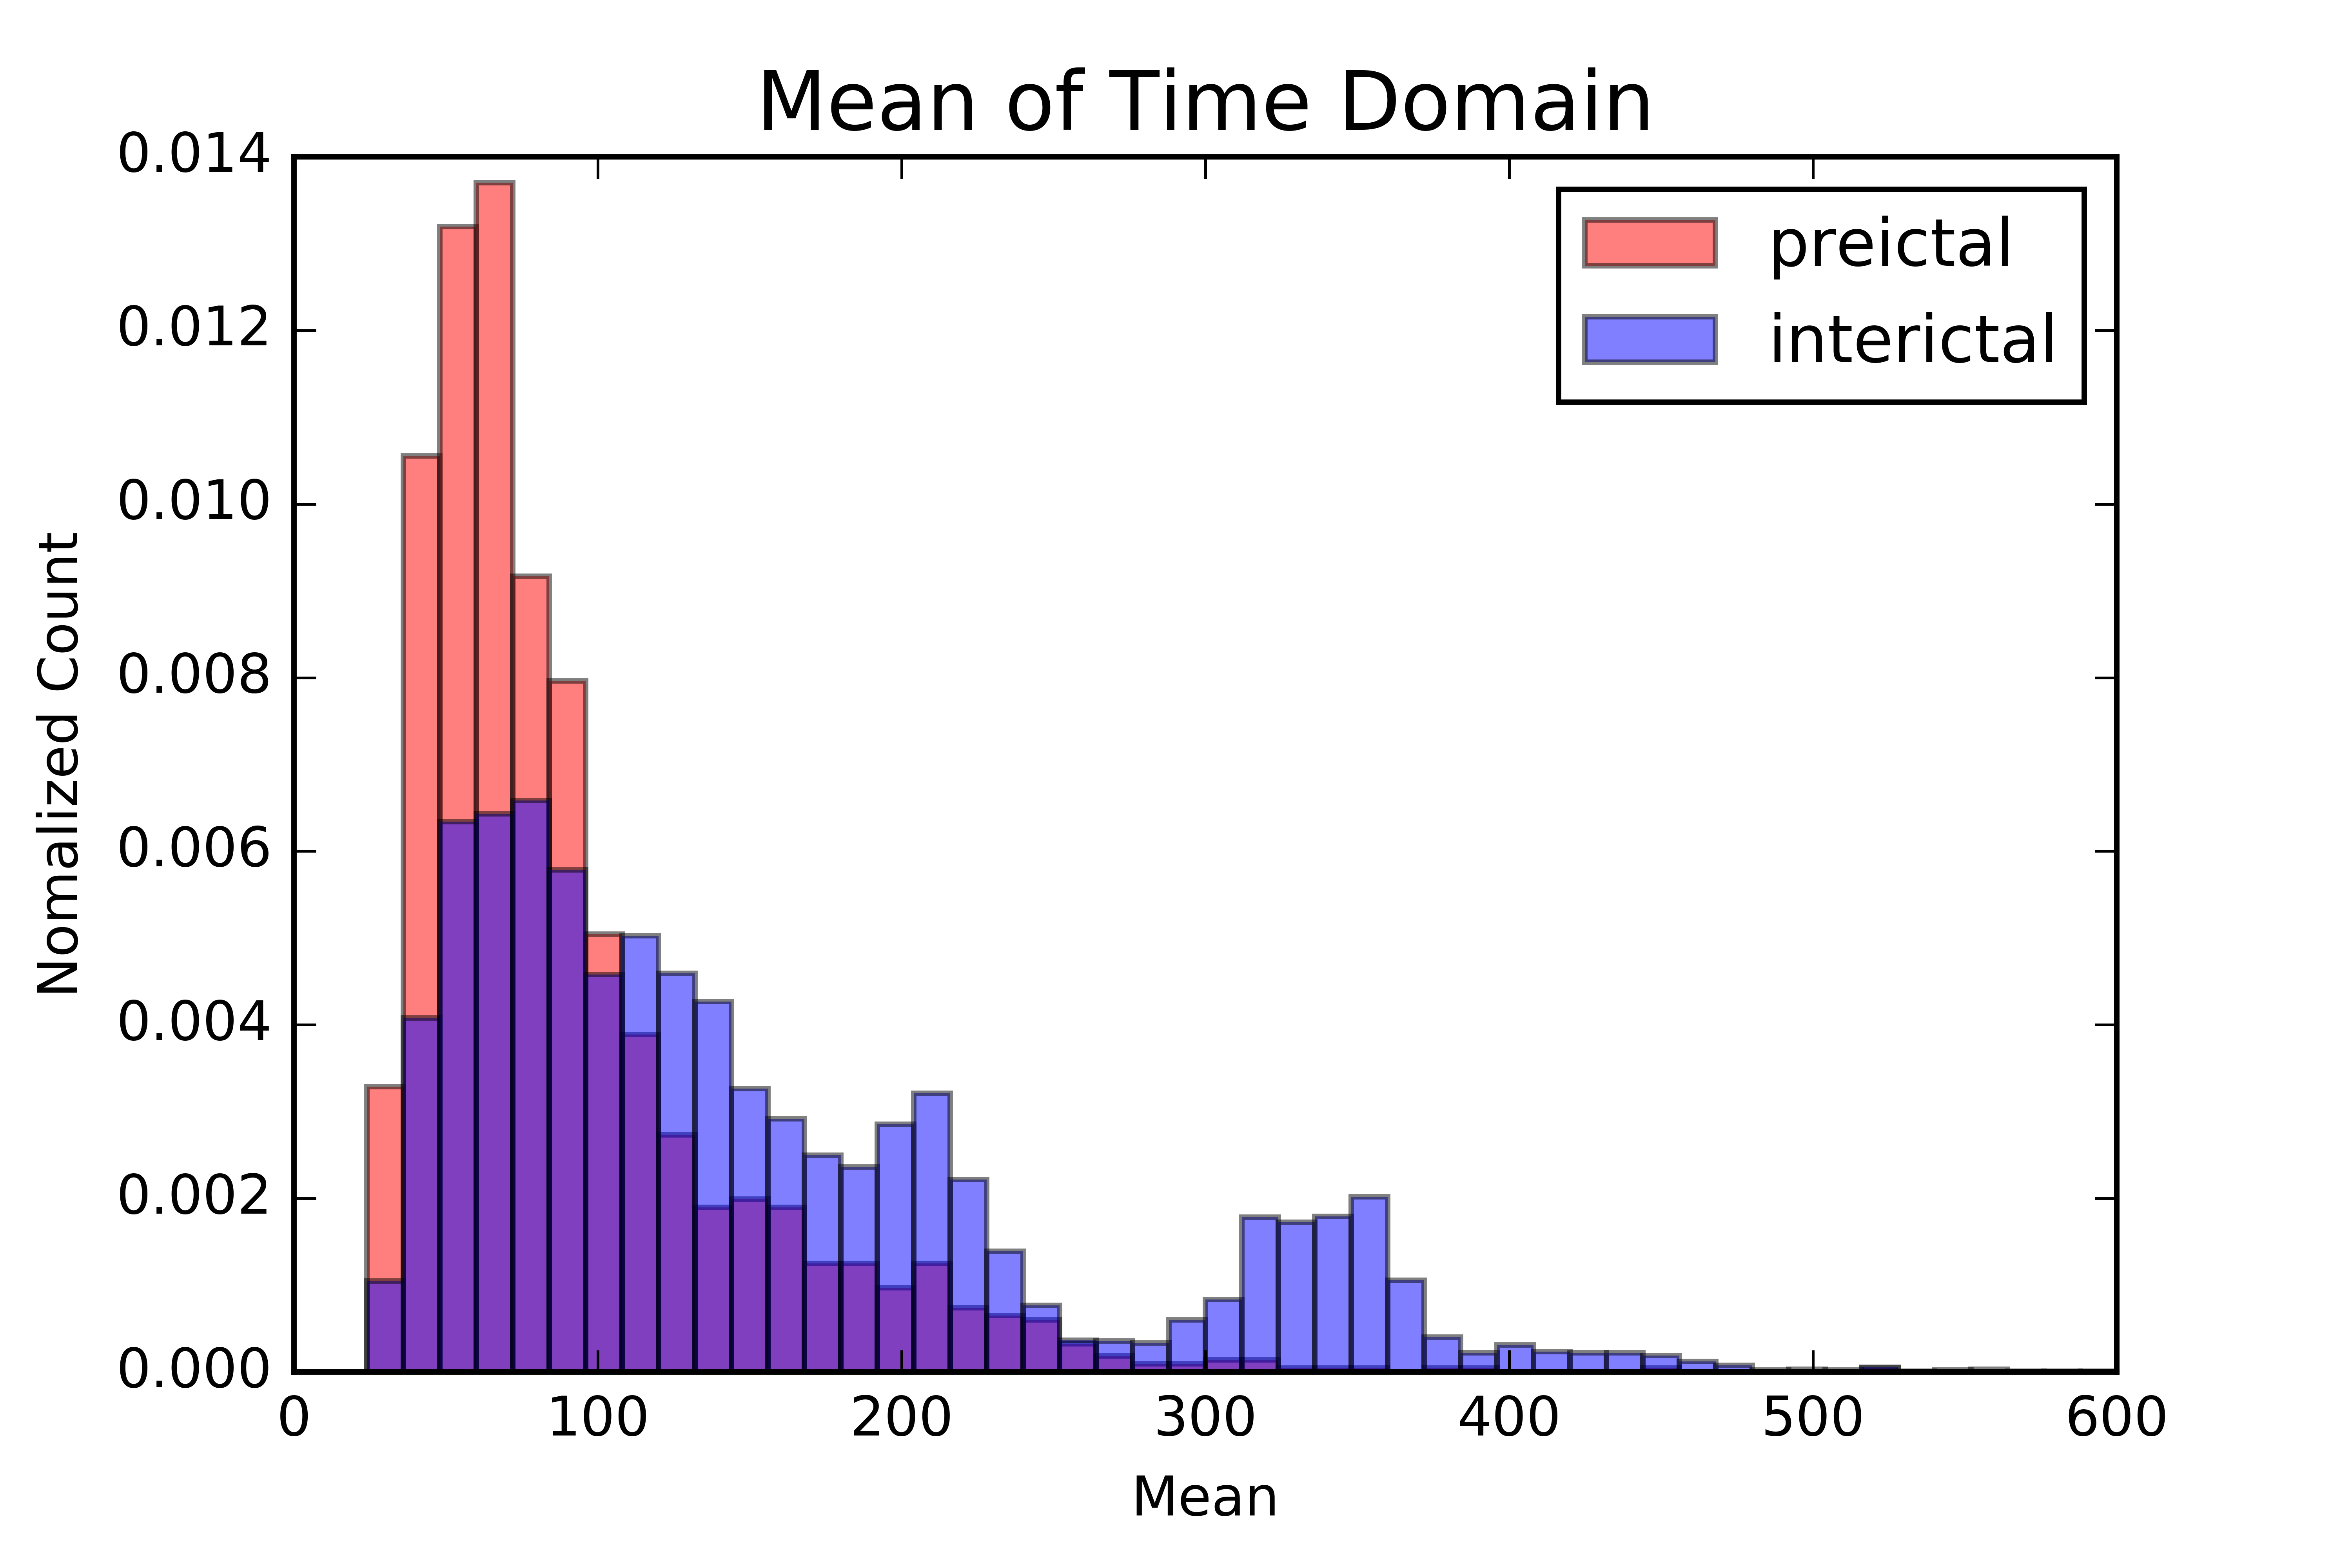 Mean of Time Domain
0.014
0.012
0.010
0.008
0.006
0.004
0.002
0.000
Nomalized Count
preictal
interictal
0 100 200 300 400 500 600
Mean